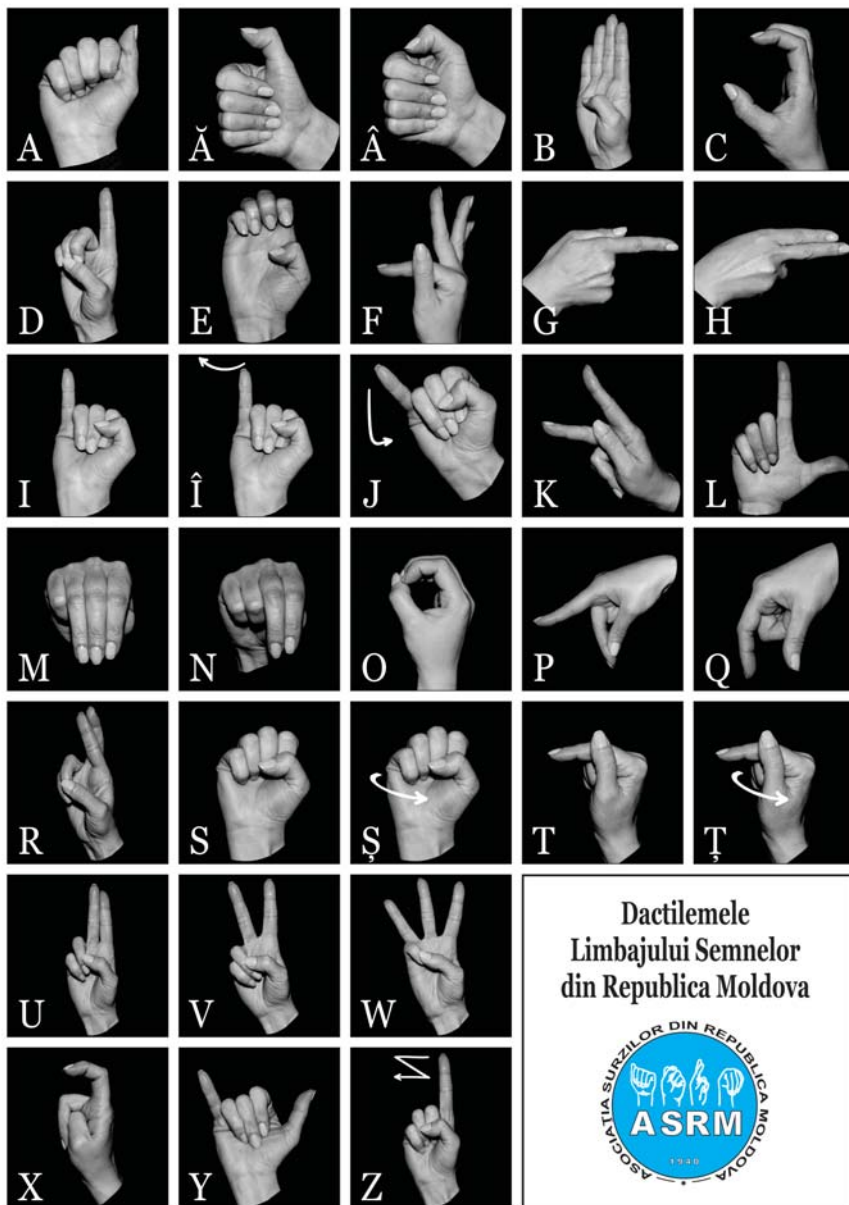 A Ă Â B C
D E F G H
I Î J K L
M N O P Q
R S Ș T Ț
U V W
Dactilemele
Limbajului Semnelor
din Republica Moldova
X Y Z
ASOCIAȚIA SURZILOR DIN REPUBLICA MOLDOVA
ASRM
1940